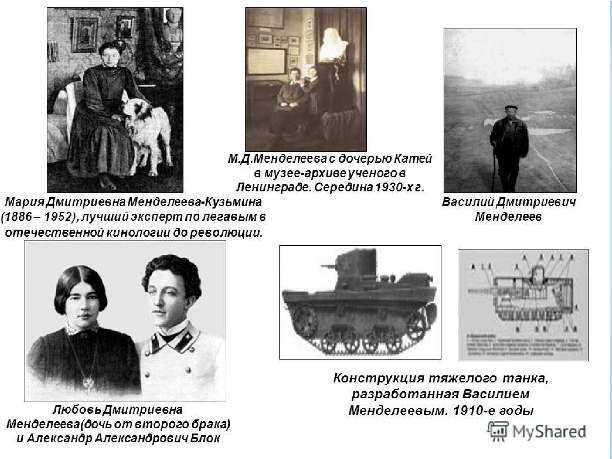 Мария Дмитриевна Менделеева-Кузьмина
(1886 – 1952), лучший эксперт по легавым в
отечественной кинологии до революции.
М.Д.Менделеева с дочерью Катей
в музее-архиве ученого в
Ленинграде. Середина 1930-х г.
Василий Дмитриевич
Менделеев
Любовь Дмитриевна
Менделеева(дочь от второго брака)
и Александр Александрович Блок
Конструкция тяжелого танка,
разработанная Василием
Менделеевым. 1910-е годы
MyShared